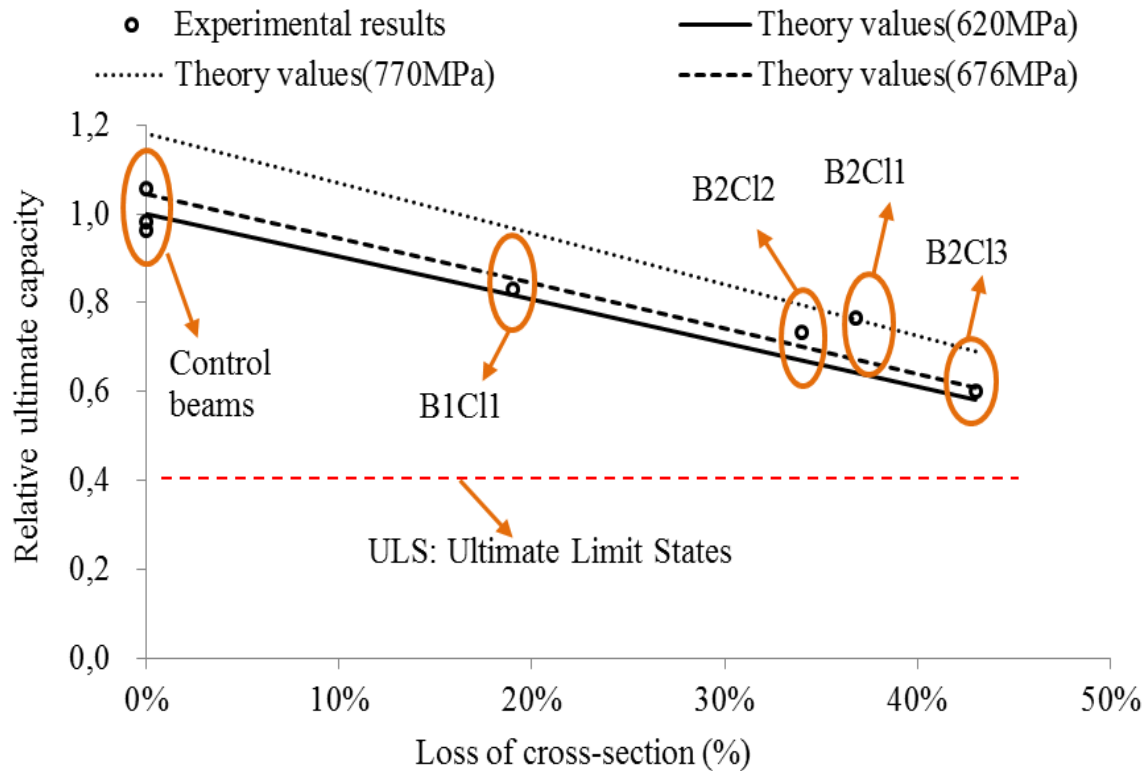 Experimental results
Theory values(620MPa)
Theory values(770MPa)
Theory values(676MPa)
Relative ultimate capacity
1,2
1,0
0,8
0,6
0,4
0,2
0,0
B2Cl2
B2Cl1
B2Cl3
Control
beams
B1Cl1
ULS: Ultimate Limit States
0%
10%
20%
30%
40%
50%
Loss of cross-section (%)